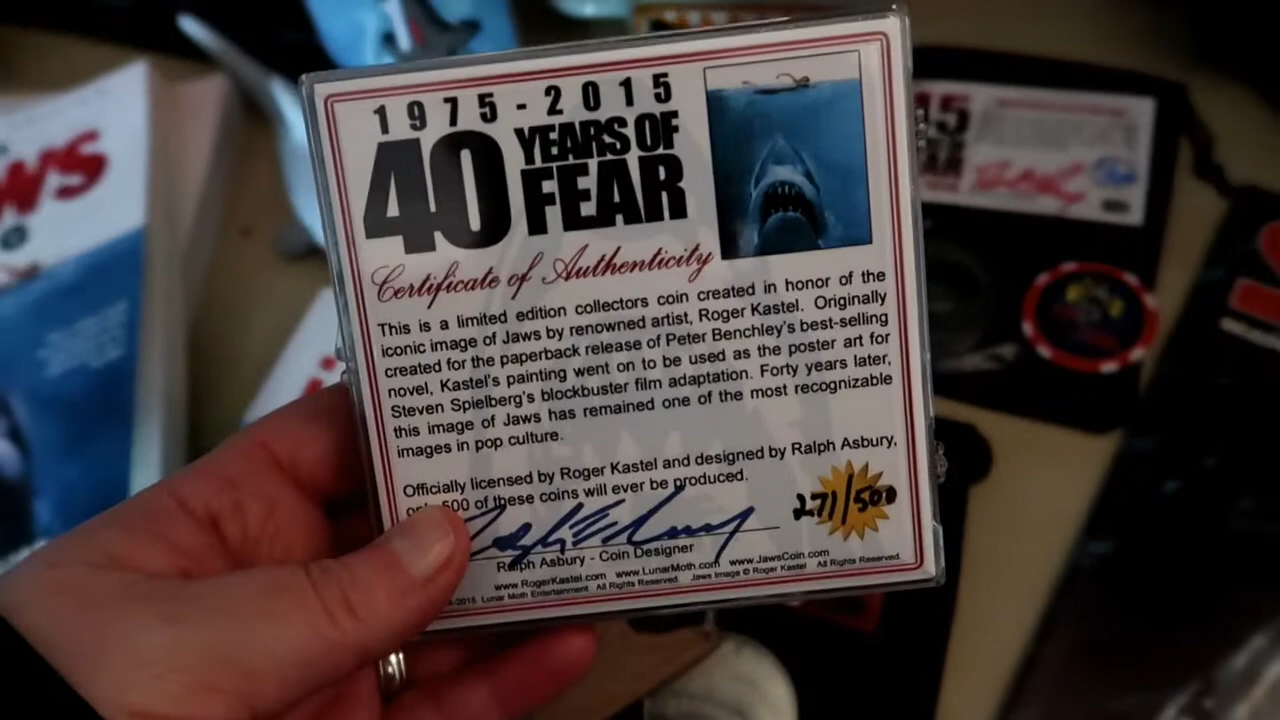 1975-2015
40 YEARS OF
FEAR
Certificate of Authenticity
This is a limited edition collectors coin created in honor of the
iconic image of Jaws by renowned artist, Roger Kastel. Originally
created for the paperback release of Peter Benchley's best-selling
novel, Kastel's painting went on to be used as the poster art for
Steven Spielberg's blockbuster film adaptation. Forty years later,
this image of Jaws has remained one of the most recognizable
images in pop culture.
Officially licensed by Roger Kastel and designed by Ralph Asbury,
500 of these coins will ever be produced.
271/500
Ralph Asbury - Coin Designer
www.RogerKastel.com www.LunarMoth.com www.JawsCoin.com
-2015 Lunar Moth Entertainment All Rights Reserved. Jaws Image © Roger Kastel All Rights Reserved.